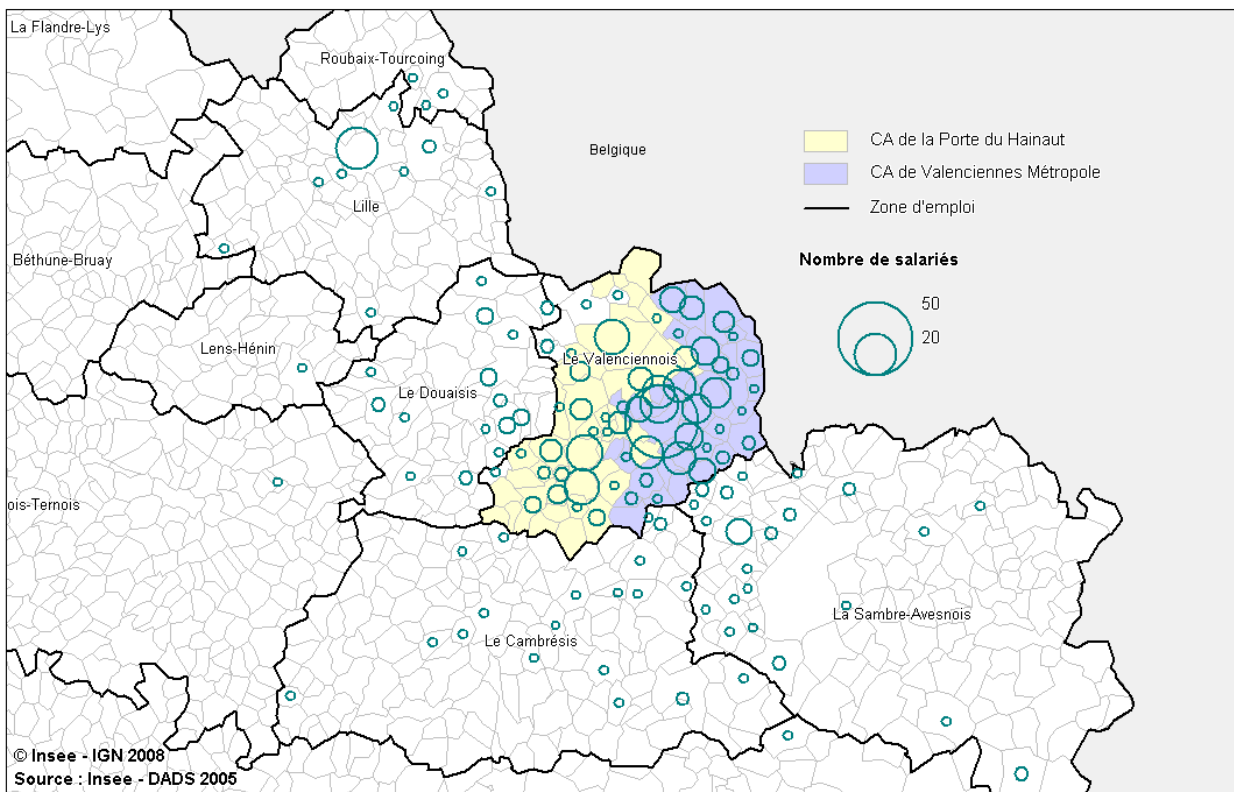 La Flandre-Lys
Roubaix-Tourcoing
CA de la Porte du Hainaut
Belgique
CA de Valenciennes Métropole
Lille
Zone d'emploi
Béthune-Bruay
Nombre de salariés
50
20
Lens-Hénin
Le Valenciennois
Le Douaisis
ois-Ternois
La Sambre-Avesnois
Le Cambrésis
© Insee - IGN 2008
Source : Insee - DADS 2005